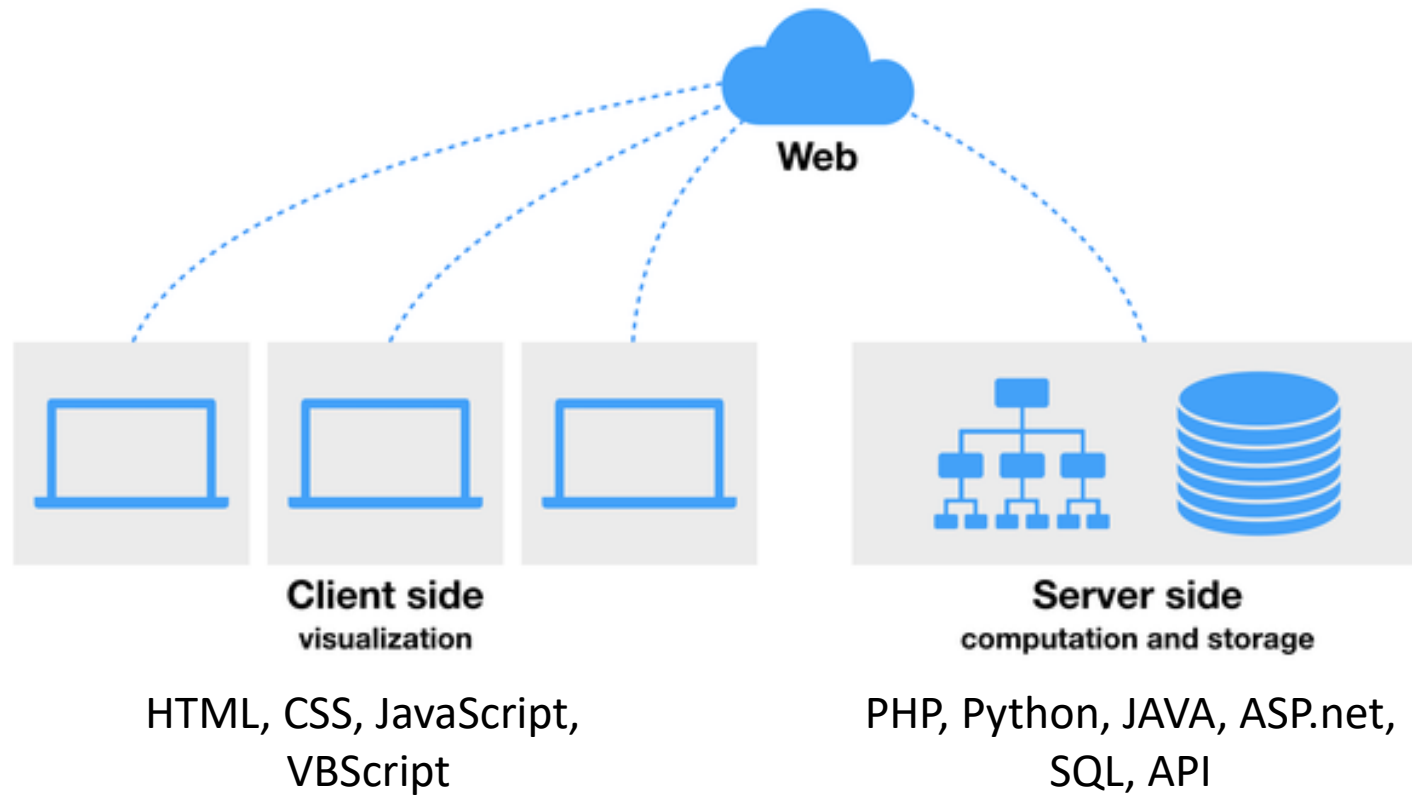 Web
Client side
visualization
HTML, CSS, JavaScript,
VBScript
Server side
computation and storage
PHP, Python, JAVA, ASP.net,
SQL, API